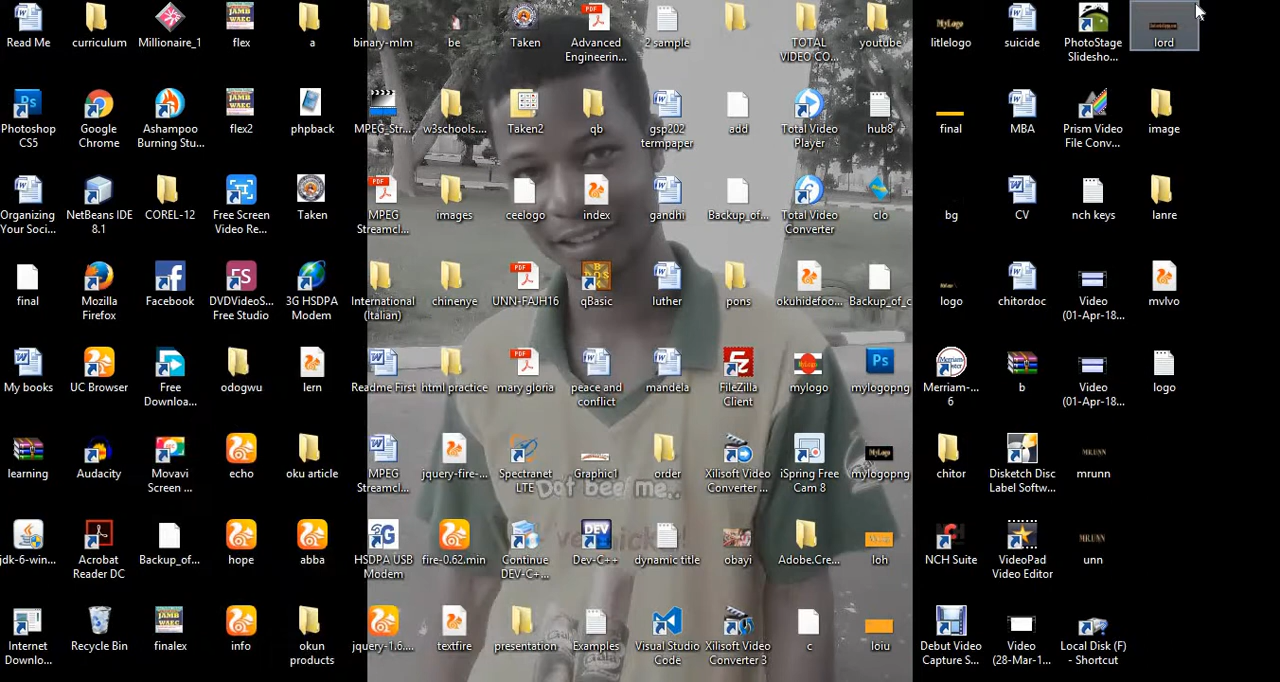 Read Me
curriculum
Millionaire_1
flex
a
binary-mlm
be
Taken
Advanced
Engineerin...
2 sample
TOTAL
VIDEO CO...
youtube
litlelogo
suicide
PhotoStage
Slidesho...
lord
Photoshop
CS5
Google
Chrome
Ashampoo
Burning Stu...
flex2
phpback
MPEG_Str...
w3schools....
Taken2
qb
gsp202
termpaper
add
Total Video
Player
hub8
final
MBA
Prism Video
File Conv...
image
Organizing
Your Soci...
NetBeans IDE
8.1
COREL-12
Free Screen
Video Re...
Taken
MPEG
Streamcl...
images
ceelogo
index
gandhi
Backup_of...
Total Video
Converter
clo
bg
CV
nch keys
lanre
final
Mozilla
Firefox
Facebook
DVDVideoS...
Free Studio
3G HSDPA
Modem
International
(Italian)
chinenye
UNN-FAJH16
qBasic
luther
pons
okuhidefoo...
Backup_of_c
logo
chitordoc
Video
(01-Apr-18...
mvlvo
My books
UC Browser
Free
Downloa...
odogwu
lern
Readme First
html practice
mary.gloria
peace and
conflict
mandela
FileZilla
Client
mylogo
mylogopng
Merriam-...
6
b
Video
(01-Apr-18...
logo
learning
Audacity
Movavi
Screen ...
echo
oku article
MPEG
Streamcl...
jquery-fire-...
Spectranet
LTE
Graphic1
order
Xilisoft Video
Converter ...
iSpring Free
Cam 8
mylogopng
chitor
Disketch Disc
Label Softw...
mrunn
Dat beef me..
jdk-6-win...
Acrobat
Reader DC
Backup_of...
hope
abba
HSDPA USB
Modem
fire-0.62.min
Continue
DEV-C+...
Dev-C++
dynamic title
obayi
Adobe.Cre...
loh
NCH Suite
VideoPad
Video Editor
unn
Internet
Downlo...
Recycle Bin
finalex
info
okun
products
jquery-1.6....
textfire
presentation
Examples
Visual Studio
Code
Xilisoft Video
Converter 3
c
loiu
Debut Video
Capture S...
Video
(28-Mar-1...
Local Disk (F)
- Shortcut